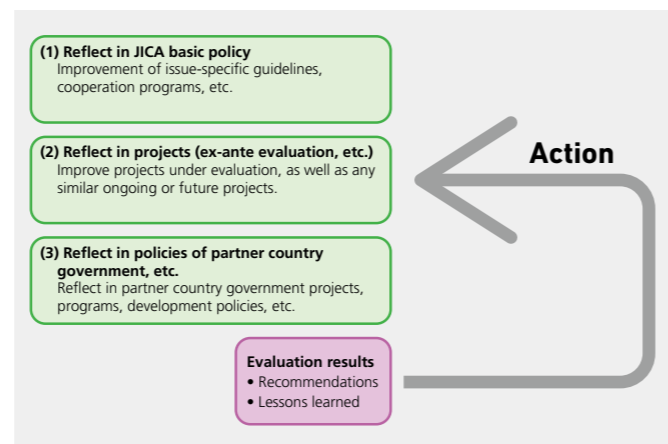 (1) Reflect in JICA basic policy
Improvement of issue-specific guidelines,
cooperation programs, etc.
(2) Reflect in projects (ex-ante evaluation, etc.)
Improve projects under evaluation, as well as any
similar ongoing or future projects.
(3) Reflect in policies of partner country
government, etc.
Reflect in partner country government projects,
programs, development policies, etc.
Action
Evaluation results
• Recommendations
• Lessons learned